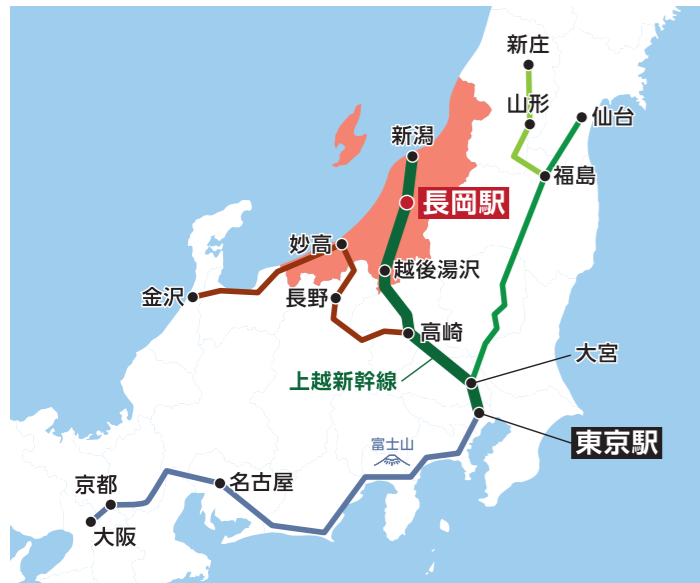 新庄
山形
仙台
新潟
福島
長岡駅
妙高
越後湯沢
金沢
長野
高崎
大宮
上越新幹線
東京駅
富士山
京都
名古屋
大阪